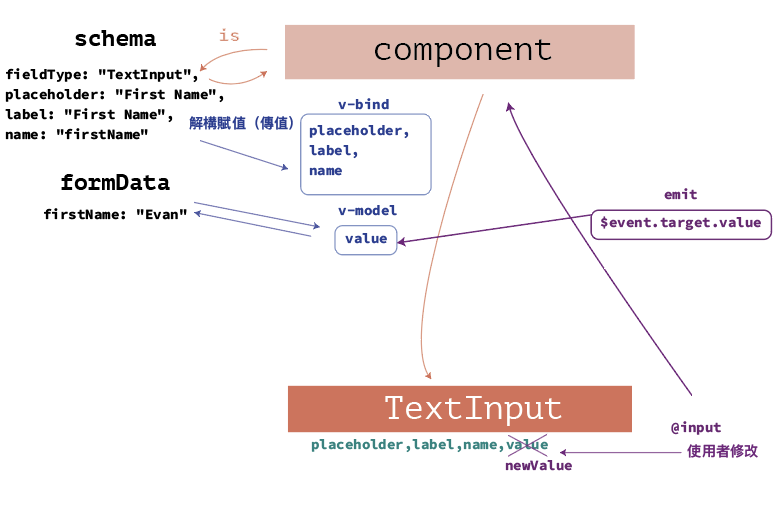 schema
is
component
fieldType: "TextInput",
placeholder: "First Name",
label: "First Name",
name: "firstName"
解構賦值（傳值）
v-bind
placeholder,
label,
name
formData
firstName: "Evan"
v-model
value
emit
$event.target.value
TextInput
placeholder,label,name,value
newValue
@input
使用者修改